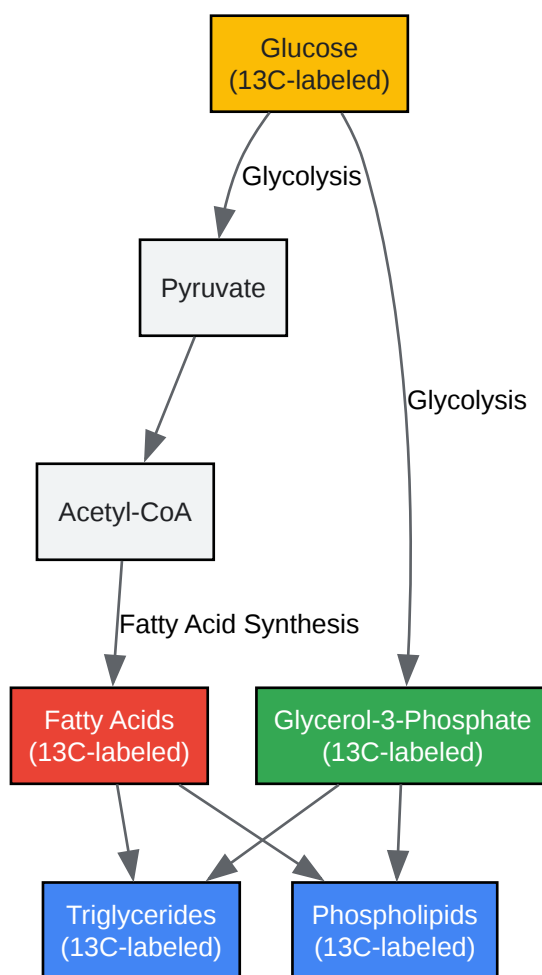 Glucose
(13C-labeled)
Glycolysis
Pyruvate
Glycolysis
Acetyl-CoA
Fatty Acid Synthesis
Fatty Acids
(13C-labeled)
Glycerol-3-Phosphate
(13C-labeled)
Triglycerides
(13C-labeled)
Phospholipids
(13C-labeled)